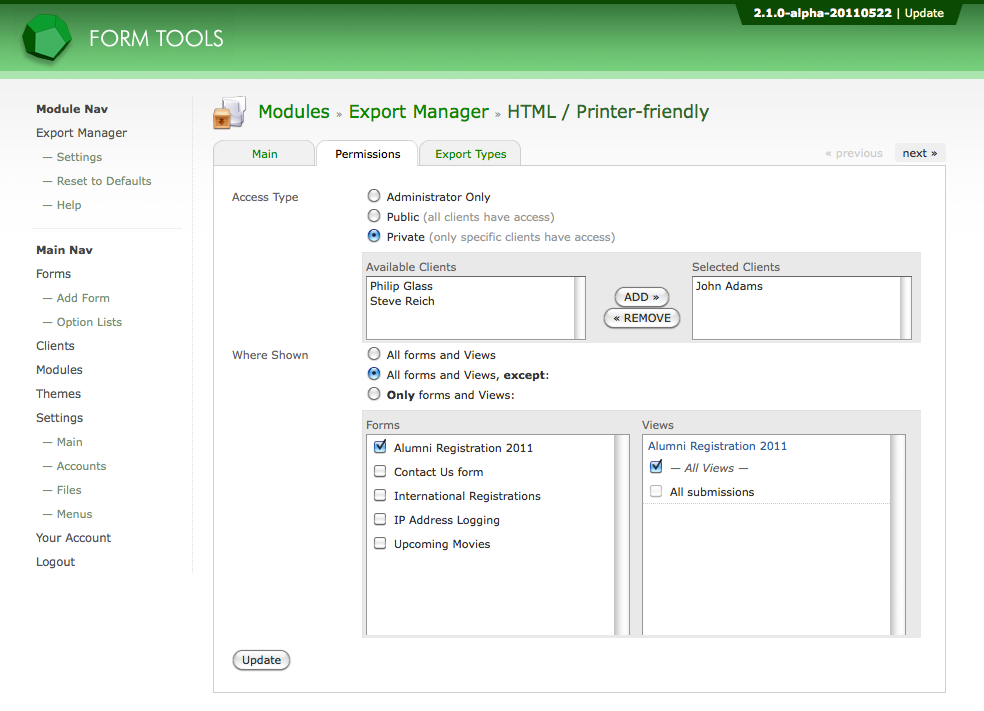 2.1.0-alpha-20110522 | Update
FORM TOOLS
Module Nav
Export Manager
— Settings
— Reset to Defaults
— Help
Main Nav
Forms
— Add Form
— Option Lists
Clients
Modules
Themes
Settings
— Main
— Accounts
— Files
— Menus
Your Account
Logout
Modules » Export Manager » HTML / Printer-friendly
Main Permissions Export Types « previous next »
Access Type
Administrator Only
Public (all clients have access)
Private (only specific clients have access)
Available Clients
Philip Glass
Steve Reich
ADD »
« REMOVE
Selected Clients
John Adams
Where Shown
All forms and Views
All forms and Views, except:
Only forms and Views:
Forms
Alumni Registration 2011
Contact Us form
International Registrations
IP Address Logging
Upcoming Movies
Views
Alumni Registration 2011
— All Views —
All submissions
Update